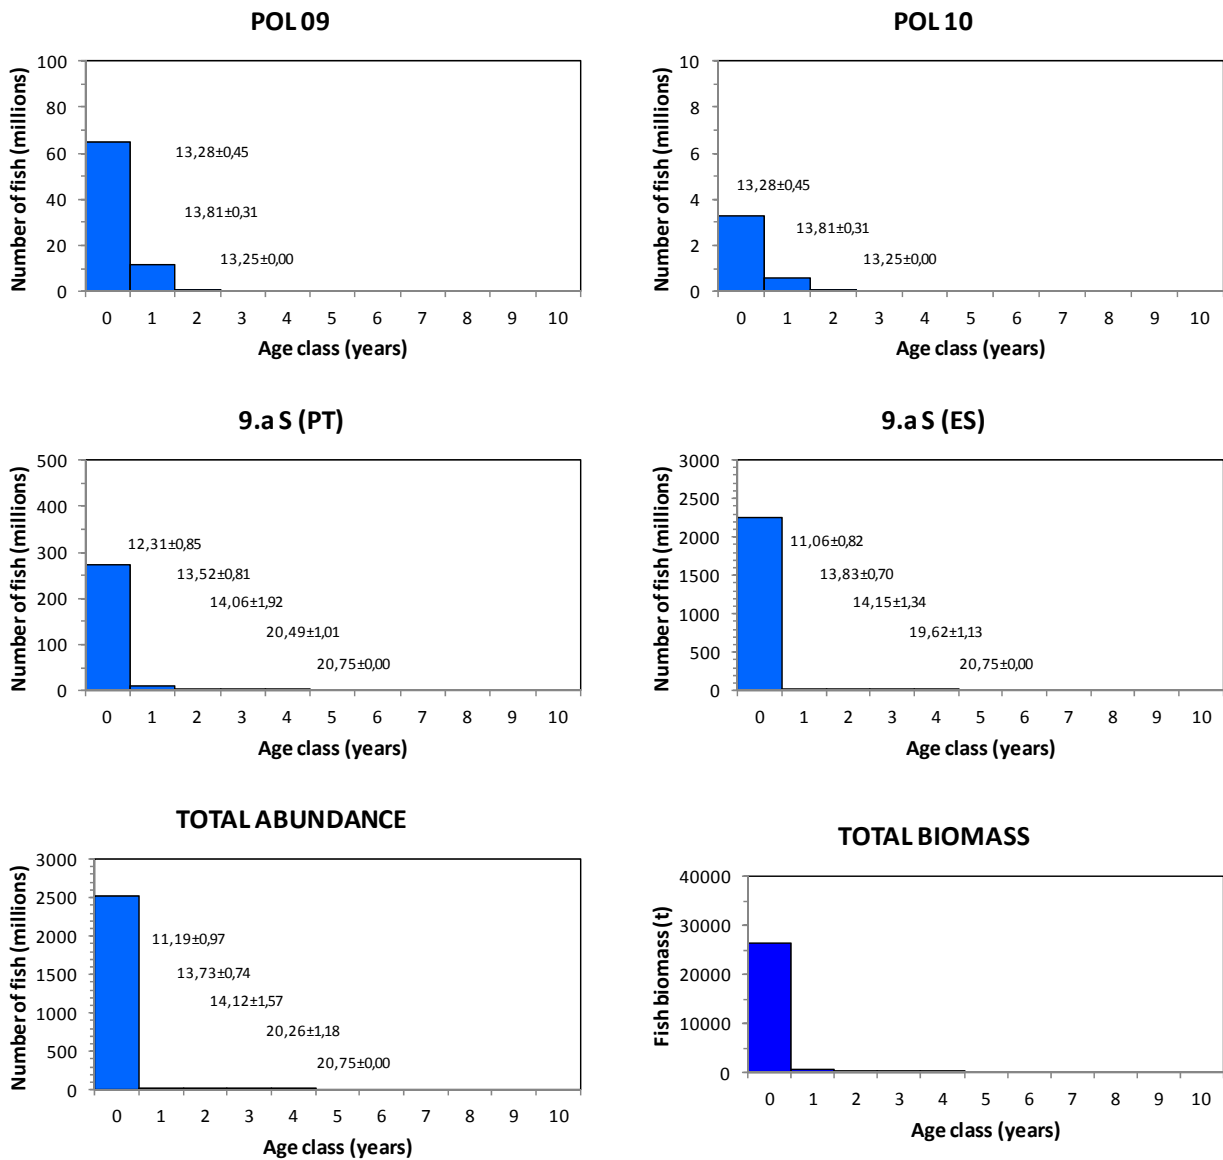 POL 09
Number of fish (millions)
100
80
60
40
20
0
13,28±0,45
13,81±0,31
13,25±0,00
0 1 2 3 4 5 6 7 8 9 10
Age class (years)
POL 10
Number of fish (millions)
10
8
6
4
2
0
13,28±0,45
13,81±0,31
13,25±0,00
0 1 2 3 4 5 6 7 8 9 10
Age class (years)
9.a S (PT)
Number of fish (millions)
500
400
300
200
100
0
12,31±0,85
13,52±0,81
14,06±1,92
20,49±1,01
20,75±0,00
0 1 2 3 4 5 6 7 8 9 10
Age class (years)
9.a S (ES)
Number of fish (millions)
3000
2500
2000
1500
1000
500
0
11,06±0,82
13,83±0,70
14,15±1,34
19,62±1,13
20,75±0,00
0 1 2 3 4 5 6 7 8 9 10
Age class (years)
TOTAL ABUNDANCE
Number of fish (millions)
3000
2500
2000
1500
1000
500
0
11,19±0,97
13,73±0,74
14,12±1,57
20,26±1,18
20,75±0,00
0 1 2 3 4 5 6 7 8 9 10
Age class (years)
TOTAL BIOMASS
Fish biomass (t)
40000
30000
20000
10000
0
0 1 2 3 4 5 6 7 8 9 10
Age class (years)